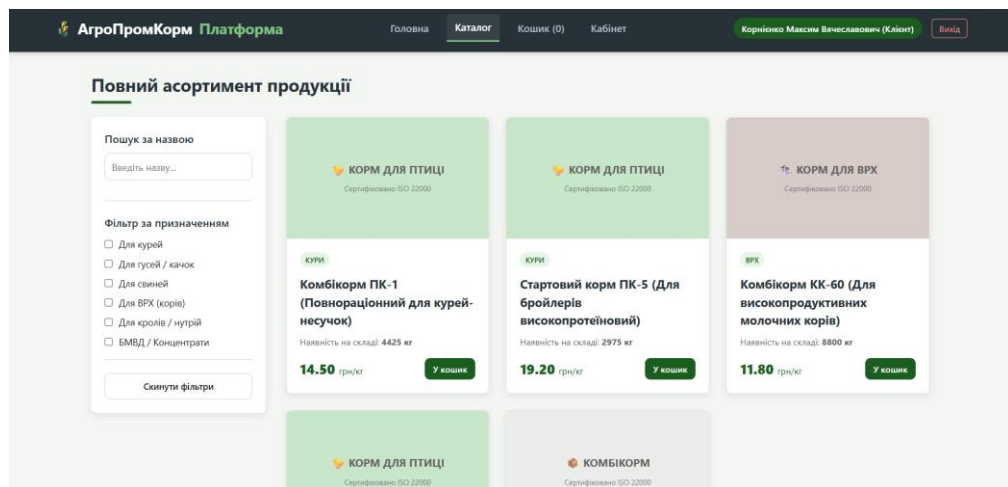 АгроПромКорм Платформа
Головна Каталог Кошик (0) Кабінет
Корнієнко Максим Вячеславович (Клієнт) Вихід
Повний асортимент продукції
Пошук за назвою
Введіть назву...
Фільтр за призначенням
Для курей
Для гусей / качок
Для свиней
Для ВРХ (корів)
Для кролів / нутрій
БМВД / Концентрати
Скинути фільтри
КОРМ ДЛЯ ПТИЦІ
Сертифіковано ISO 22000
КУРИ
Комбікорм ПК-1
(Повнораціонний для курей-
несучок)
Наявність на складі: 4425 кг
14.50 грн/кг У кошик
КОРМ ДЛЯ ПТИЦІ
Сертифіковано ISO 22000
КУРИ
Стартовий корм ПК-5 (Для
бройлерів
високопротеїновий)
Наявність на складі: 2975 кг
19.20 грн/кг У кошик
КОРМ ДЛЯ ВРХ
Сертифіковано ISO 22000
ВРХ
Комбікорм КК-60 (Для
високопродуктивних
молочних корів)
Наявність на складі: 8800 кг
11.80 грн/кг У кошик
КОРМ ДЛЯ ПТИЦІ
Сертифіковано ISO 22000
КОМБІКОРМ
Сертифіковано ISO 22000